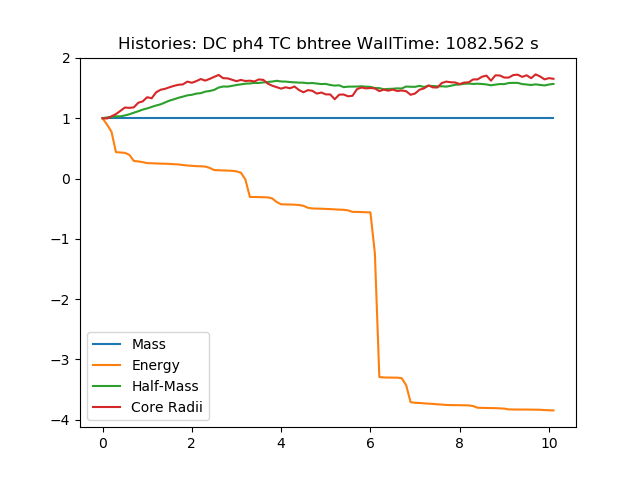 Histories: DC ph4 TC bhtree WallTime: 1082.562 s
2
1
0
−1
−2
−3
−4
Mass
Energy
Half-Mass
Core Radii
0 2 4 6 8 10